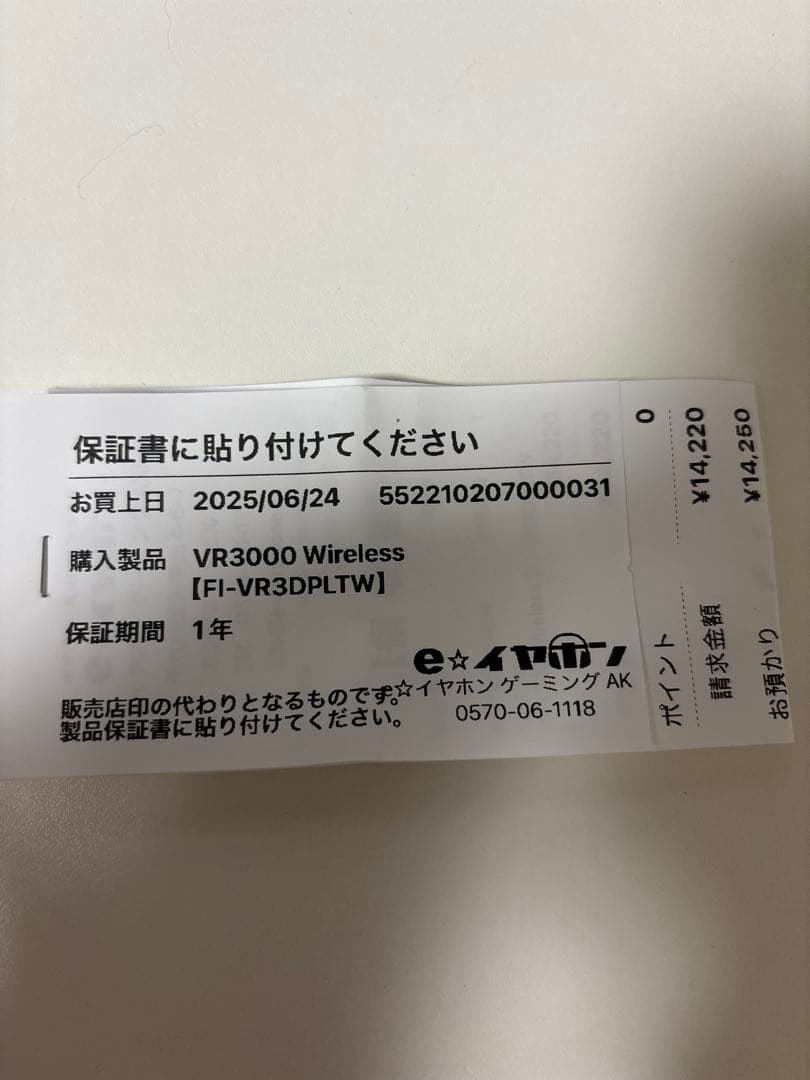 保証書に貼り付けてください
お買上日 2025/06/24 552210207000031
購入製品 VR3000 Wireless
【FI-VR3DPLTW】
保証期間 1年
e☆イヤホン
e☆イヤホン ゲーミング AK
0570-06-1118
販売店印の代わりとなるものです。
製品保証書に貼り付けてください。
ポイント 0
請求金額 ¥14,220
お預かり ¥14,250